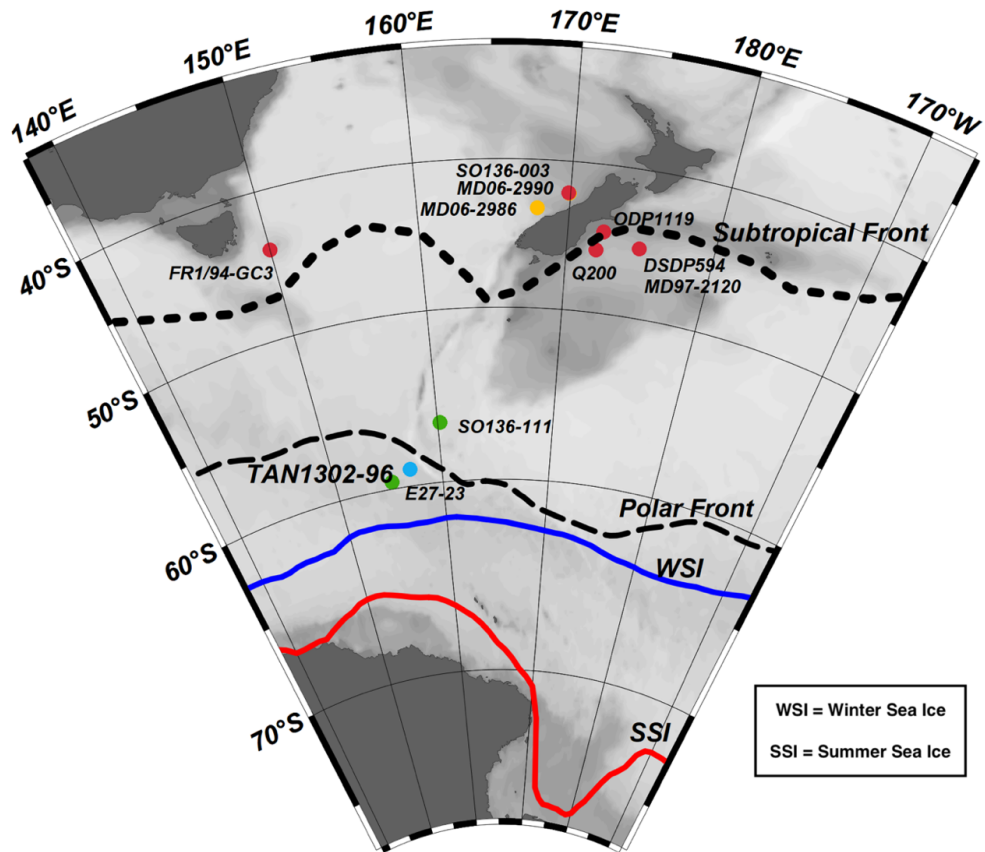 140°E
150°E
160°E
170°E
180°E
170°W
40°S
50°S
60°S
70°S
SO136-003
MD06-2990
MD06-2986
ODP1119
Subtropical Front
FR1/94-GC3
Q200
DSDP594
MD97-2120
SO136-111
TAN1302-96
E27-23
Polar Front
WSI
SSI
WSI = Winter Sea Ice
SSI = Summer Sea Ice